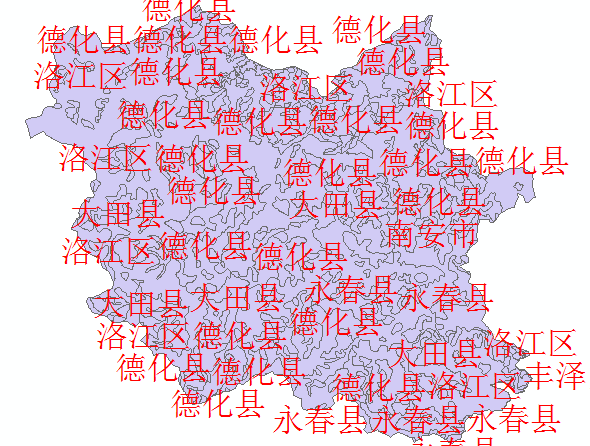 德化县
德化县 德化县 德化县 德化县
洛江区 德化县 德化县
洛江区 洛江区
德化县 德化县 德化县 德化县
洛江区 德化县 德化县 德化县 德化县
德化县 大田县 德化县
大田县 南安市
洛江区 德化县 德化县
大田县 大田县 永春县 永春县
洛江区 德化县 德化县
大田县 洛江区
德化县 德化县 德化县 洛江区 丰泽
德化县 永春县 永春县 永春县